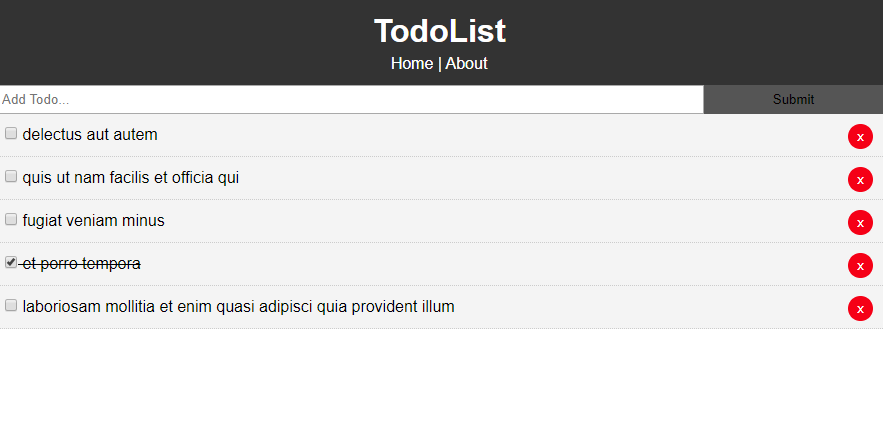 TodoList
Home | About
Add Todo... Submit
delectus aut autem x
quis ut nam facilis et officia qui x
fugiat veniam minus x
et porro tempora x
laboriosam mollitia et enim quasi adipisci quia provident illum x